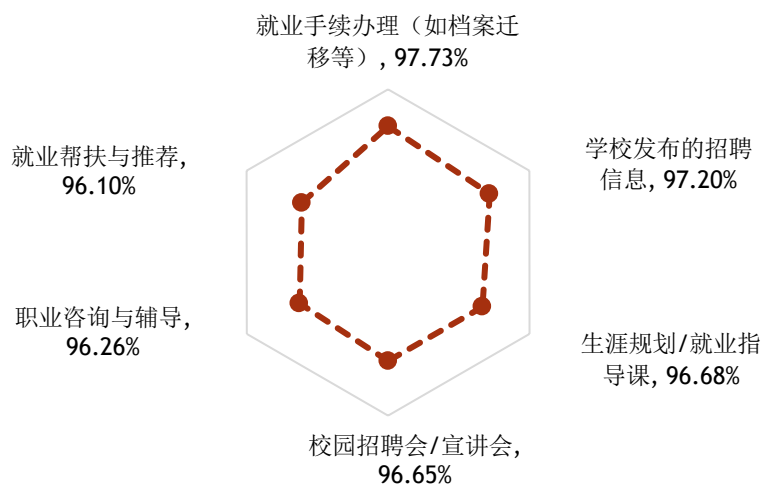 就业手续办理（如档案迁
移等）, 97.73%
学校发布的招聘
信息, 97.20%
生涯规划/就业指
导课, 96.68%
校园招聘会/宣讲会,
96.65%
职业咨询与辅导,
96.26%
就业帮扶与推荐,
96.10%